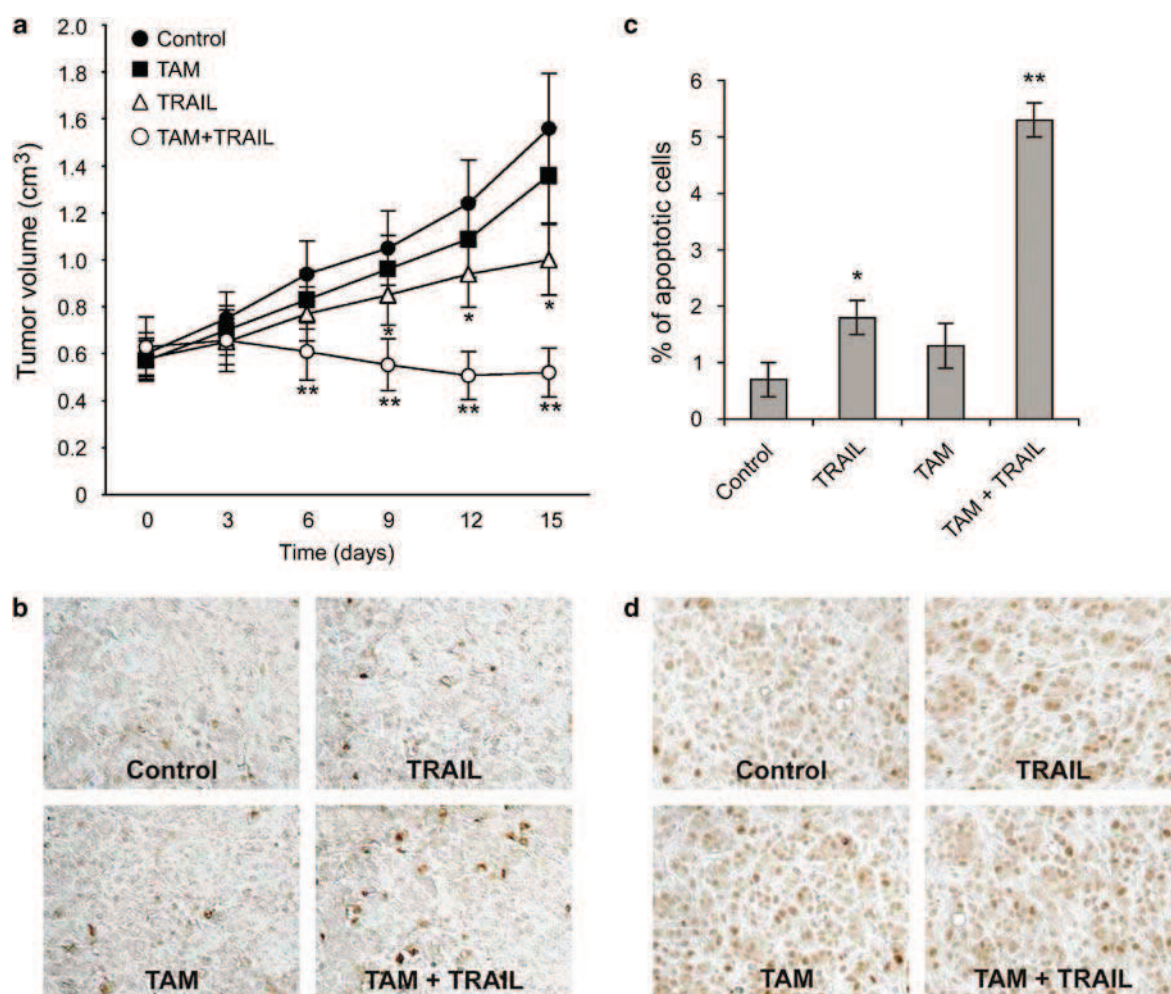 a
2.0
1.8
1.6
1.4
1.2
1.0
0.8
0.6
0.4
0.2
0
Tumor volume (cm³)
Control
TAM
TRAIL
TAM+TRAIL
*
*
*
**
**
**
**
0
3
6
9
12
15
Time (days)
c
6
5
4
3
2
1
0
% of apoptotic cells
*
**
Control
TRAIL
TAM
TAM + TRAIL
b
Control
TRAIL
TAM
TAM + TRAIL
d
Control
TRAIL
TAM
TAM + TRAIL